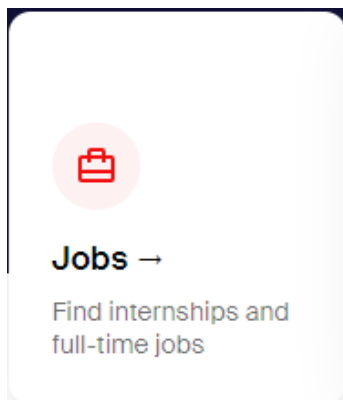 Jobs →
Find internships and
full-time jobs